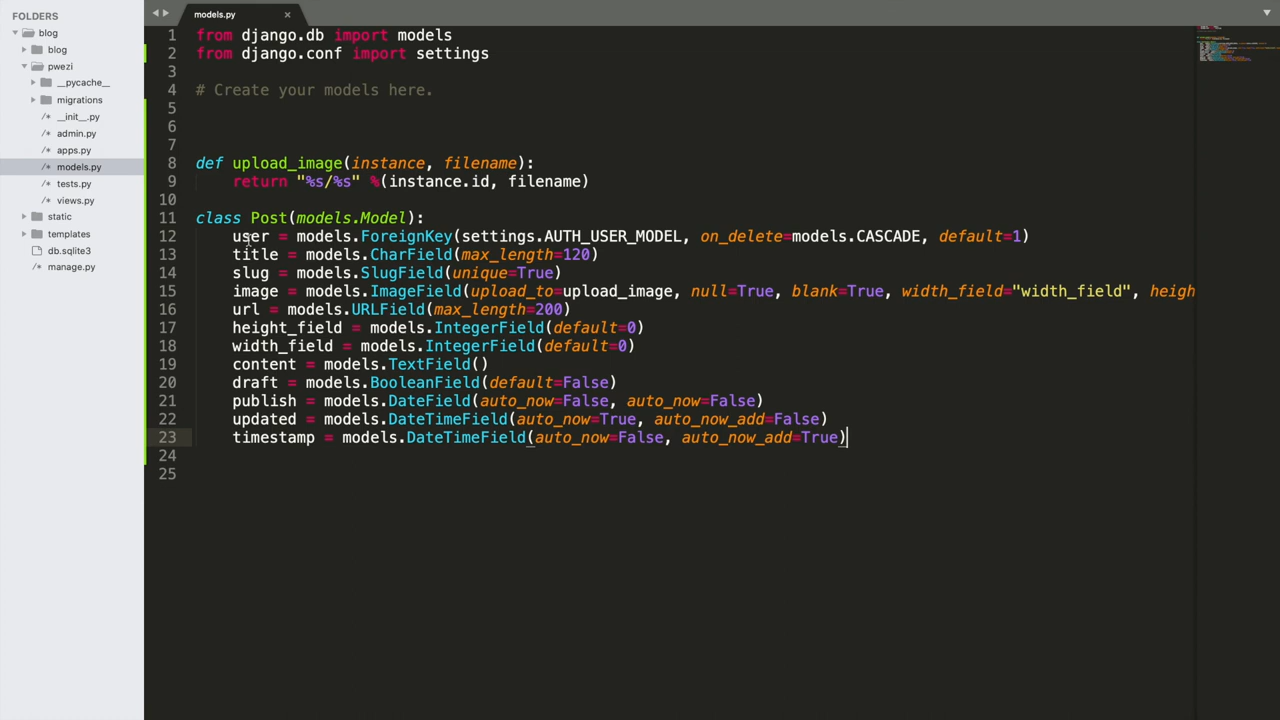 FOLDERS
blog
blog
pwezi
__pycache__
migrations
__init__.py
admin.py
apps.py
models.py
tests.py
views.py
static
templates
db.sqlite3
manage.py
models.py
1 from django.db import models
2 from django.conf import settings
3
4 # Create your models here.
5
6
7
8 def upload_image(instance, filename):
9 return "%s/%s" %(instance.id, filename)
10
11 class Post(models.Model):
12 user = models.ForeignKey(settings.AUTH_USER_MODEL, on_delete=models.CASCADE, default=1)
13 title = models.CharField(max_length=120)
14 slug = models.SlugField(unique=True)
15 image = models.ImageField(upload_to=upload_image, null=True, blank=True, width_field="width_field", heigh
16 url = models.URLField(max_length=200)
17 height_field = models.IntegerField(default=0)
18 width_field = models.IntegerField(default=0)
19 content = models.TextField()
20 draft = models.BooleanField(default=False)
21 publish = models.DateField(auto_now=False, auto_now=False)
22 updated = models.DateTimeField(auto_now=True, auto_now_add=False)
23 timestamp = models.DateTimeField(auto_now=False, auto_now_add=True)
24
25